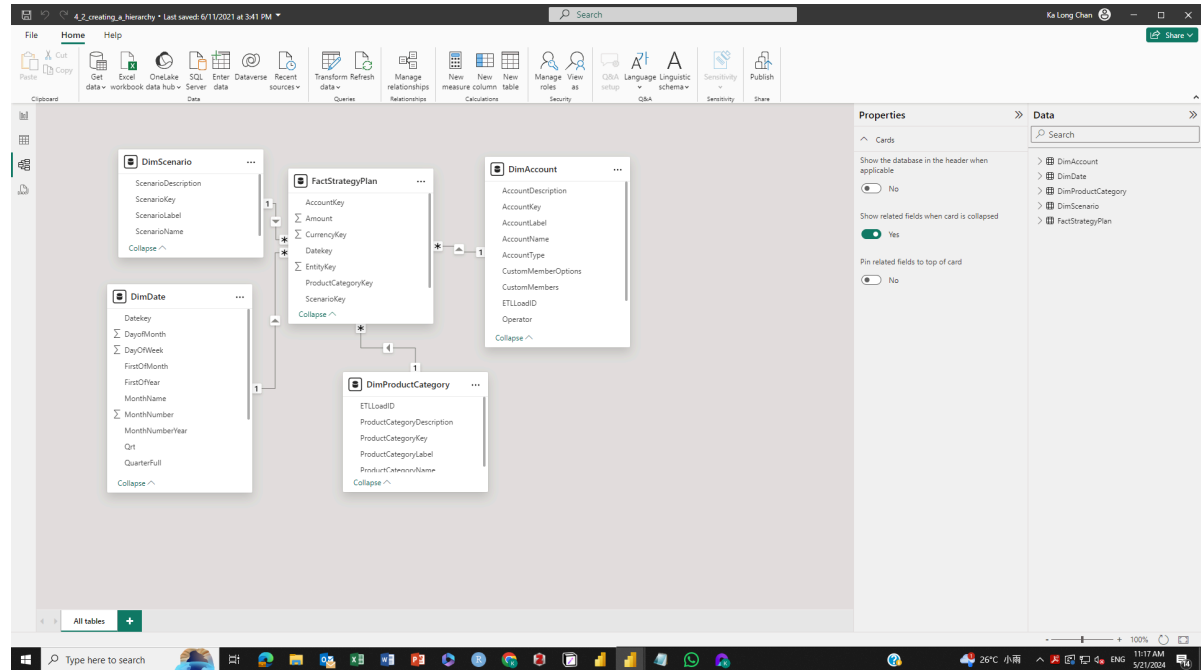 4_2_creating_a_hierarchy • Last saved: 6/11/2021 at 3:41 PM
Search
Ka Long Chan
File Home Help
Share
Paste
Cut
Copy
Clipboard
Get data
Excel workbook
OneLake data hub
SQL Server
Enter data
Dataverse
Recent sources
Data
Transform data
Refresh
Queries
Manage relationships
Relationships
New measure
New column
New table
Calculations
Manage roles
View as
Security
Q&A setup
Language
Linguistic schema
Q&A
Sensitivity
Sensitivity
Publish
Share
DimScenario
ScenarioDescription
ScenarioKey
ScenarioLabel
ScenarioName
Collapse
1
*
*
FactStrategyPlan
AccountKey
Σ Amount
Σ CurrencyKey
Datekey
Σ EntityKey
ProductCategoryKey
ScenarioKey
Collapse
*
1
DimAccount
AccountDescription
AccountKey
AccountLabel
AccountName
AccountType
CustomMemberOptions
CustomMembers
ETLLoadID
Operator
Collapse
DimDate
Datekey
Σ DayofMonth
Σ DayOfWeek
FirstOfMonth
FirstOfYear
MonthName
Σ MonthNumber
MonthNumberYear
Qrt
QuarterFull
Collapse
1
*
1
DimProductCategory
ETLLoadID
ProductCategoryDescription
ProductCategoryKey
ProductCategoryLabel
ProductCategoryName
Collapse
Properties
Cards
Show the database in the header when
applicable
No
Show related fields when card is collapsed
Yes
Pin related fields to top of card
No
Data
Search
DimAccount
DimDate
DimProductCategory
DimScenario
FactStrategyPlan
All tables
+
- + 100%
Type here to search
26°C 小雨
ENG
11:17 AM
5/21/2024